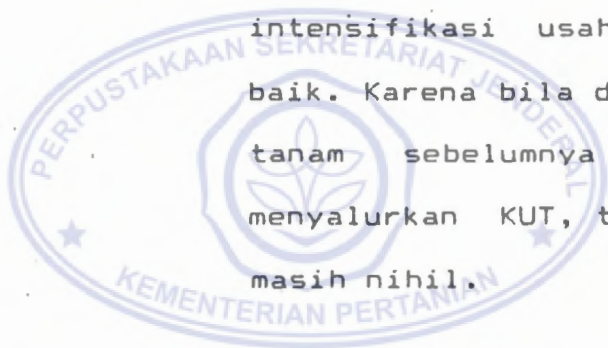 intensifikasi usah
baik. Karena bila d
tanam sebelumnya
menyalurkan KUT, t
masih nihil.
PERPUSTAKAAN SEKRETARIAT JENDERAL
KEMENTERIAN PERTANIAN